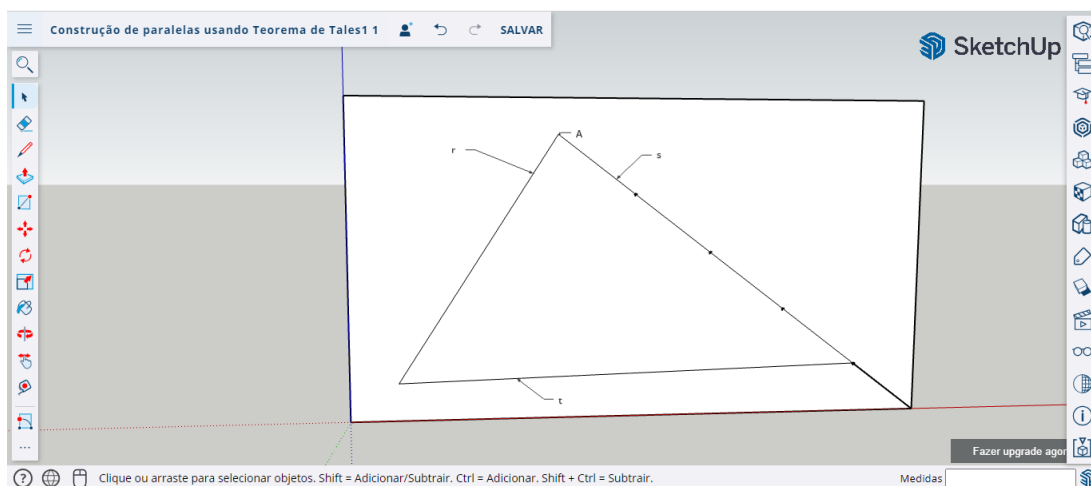 Construção de paralelas usando Teorema de Tales1 1
SALVAR
SketchUp
A
r
s
t
Fazer upgrade agor
Clique ou arraste para selecionar objetos. Shift = Adicionar/Subtrair. Ctrl = Adicionar. Shift + Ctrl = Subtrair.
Medidas